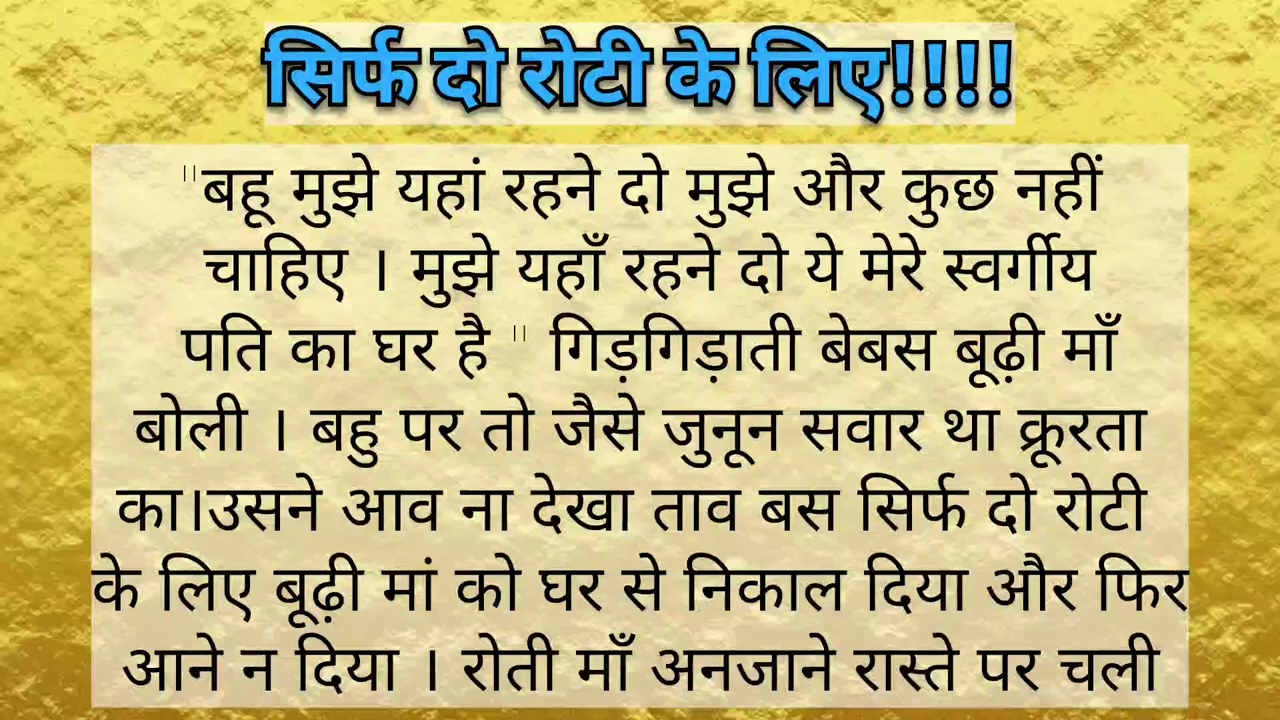 सिर्फ दो रोटी के लिए!!!!
"बहू मुझे यहां रहने दो मुझे और कुछ नहीं
चाहिए । मुझे यहाँ रहने दो ये मेरे स्वर्गीय
पति का घर है " गिड़गिड़ाती बेबस बूढ़ी माँ
बोली । बहु पर तो जैसे जुनून सवार था क्रूरता
का।उसने आव ना देखा ताव बस सिर्फ दो रोटी
के लिए बूढ़ी मां को घर से निकाल दिया और फिर
आने न दिया । रोती माँ अनजाने रास्ते पर चली